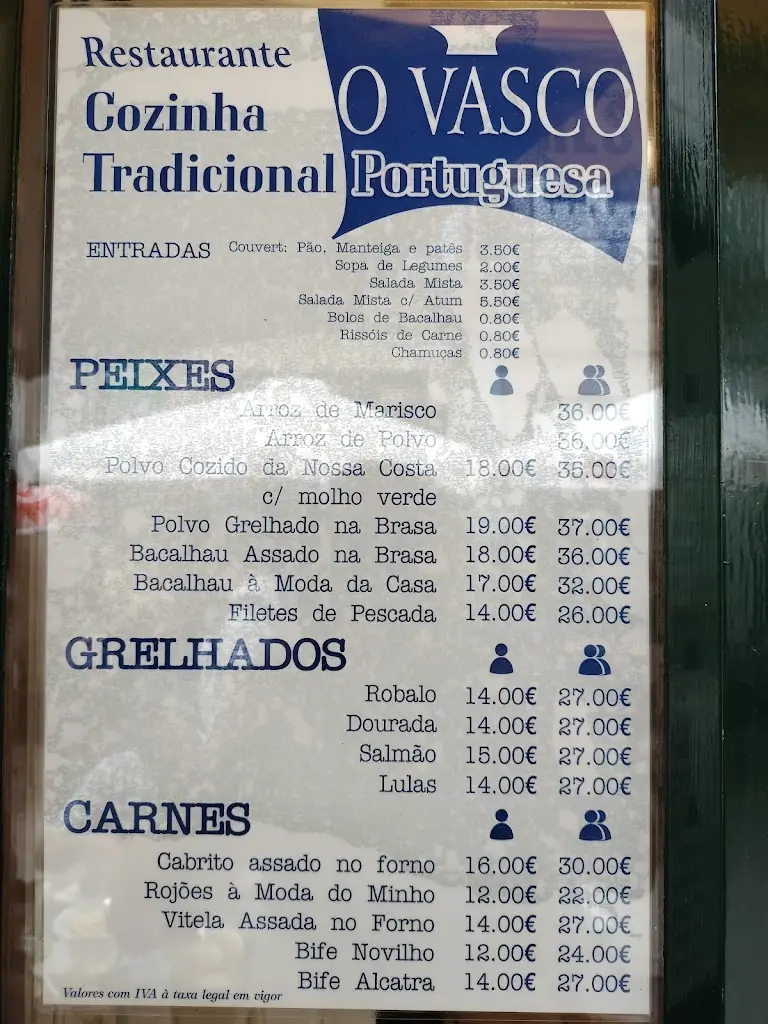 Restaurante
Cozinha
Tradicional Portuguesa
O VASCO
ENTRADAS
Couvert: Pão, Manteiga e patês 3.50€
Sopa de Legumes 2.00€
Salada Mista 3.50€
Salada Mista c/ Atum 5.50€
Bolos de Bacalhau 0.80€
Rissóis de Carne 0.80€
Chamuças 0.80€
PEIXES
Arroz de Marisco 36.00€
Arroz de Polvo 36.00€
Polvo Cozido da Nossa Costa 18.00€ 35.00€
c/ molho verde
Polvo Grelhado na Brasa 19.00€ 37.00€
Bacalhau Assado na Brasa 18.00€ 36.00€
Bacalhau à Moda da Casa 17.00€ 32.00€
Filetes de Pescada 14.00€ 26.00€
GRELHADOS
Robalo 14.00€ 27.00€
Dourada 14.00€ 27.00€
Salmão 15.00€ 27.00€
Lulas 14.00€ 27.00€
CARNES
Cabrito assado no forno 16.00€ 30.00€
Rojões à Moda do Minho 12.00€ 22.00€
Vitela Assada no Forno 14.00€ 27.00€
Bife Novilho 12.00€ 24.00€
Bife Alcatra 14.00€ 27.00€
Valores com IVA à taxa legal em vigor